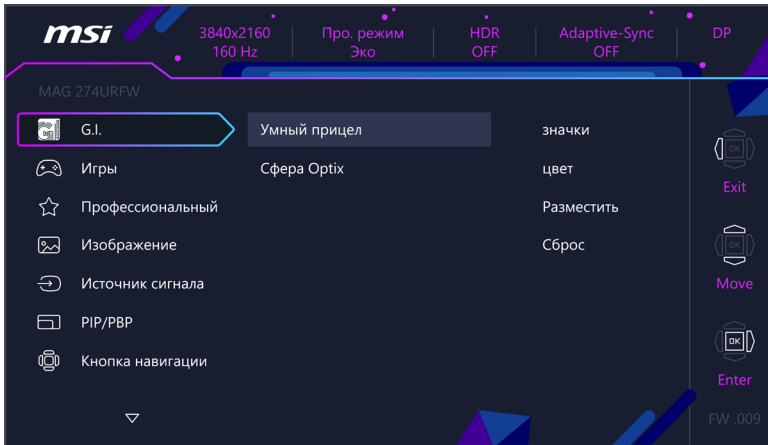 msi
3840x2160
160 Hz
Про. режим
Эко
HDR
OFF
Adaptive-Sync
OFF
DP
MAG 274URFW
G.I.
Умный прицел
значки
Игры
Сфера Optix
цвет
Exit
Профессиональный
Разместить
Изображение
Сброс
OK
Источник сигнала
Move
PIP/PBP
OK
Кнопка навигации
Enter
FW .009